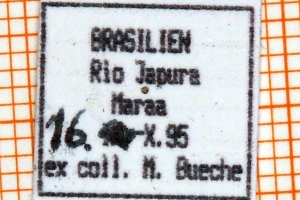 BRASILIEN
Rio Japura
Maraa
16. X.95
ex coll. M. Bueche